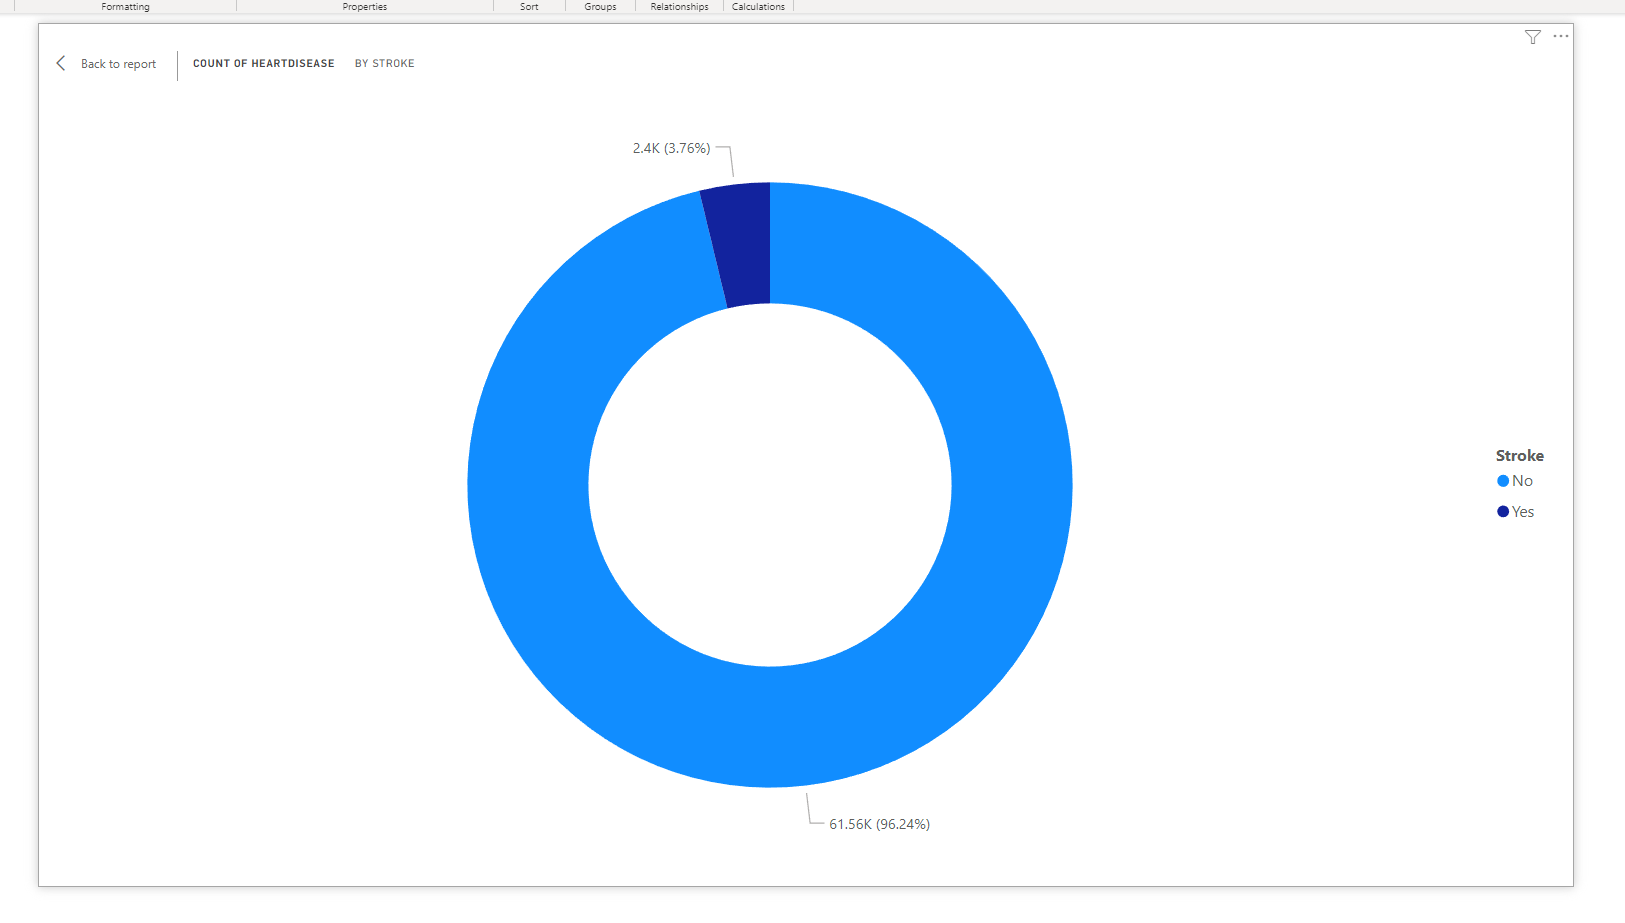 Formatting Properties Sort Groups Relationships Calculations
Back to report COUNT OF HEARTDISEASE BY STROKE
2.4K (3.76%)
Stroke
No
Yes
61.56K (96.24%)